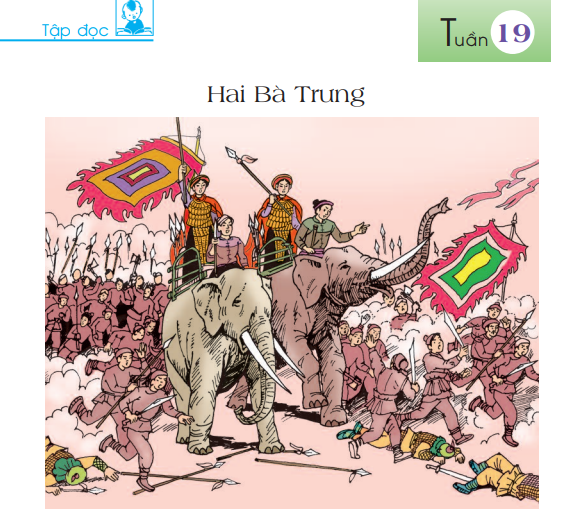 Tập đọc
Tuần 19
Hai Bà Trưng